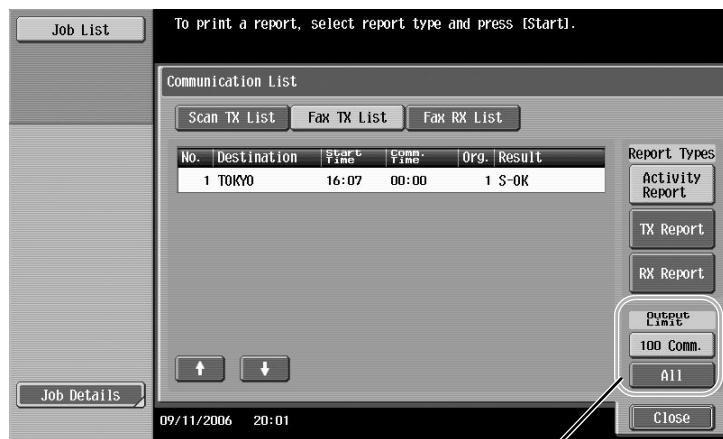 Job List
To print a report, select report type and press [Start].
Communication List
Scan TX List Fax TX List Fax RX List
No. Destination Start Time Comm. Time Org. Result
1 TOKYO 16:07 00:00 1 S-OK
Report Types
Activity
Report
TX Report
RX Report
Output
Limit
100 Comm.
All
Job Details
09/11/2006 20:01
Close